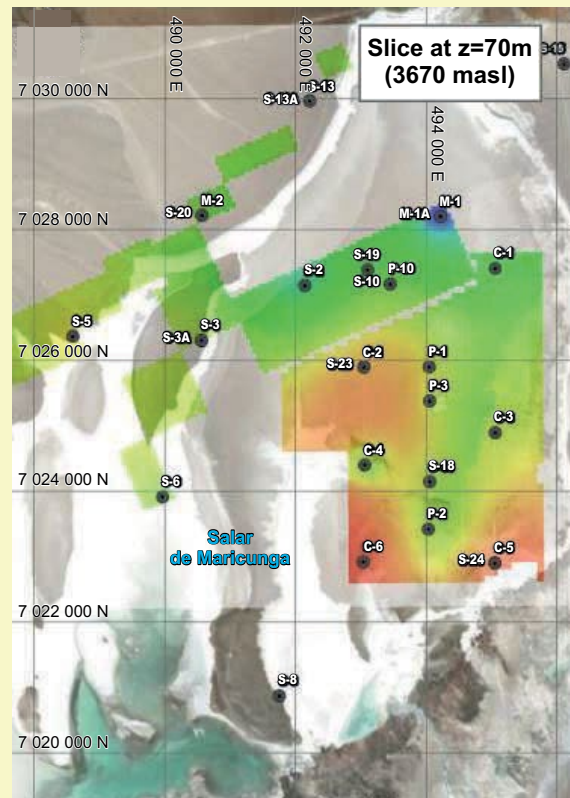 490 000 E
492 000 E
494 000 E
Slice at z=70m
(3670 masl)
S-15
7 030 000 N
S-13
S-13A
M-2
S-20
M-1
M-1A
7 028 000 N
S-19
P-10
S-10
S-2
C-1
S-5
S-3
S-3A
7 026 000 N
C-2
S-23
P-1
P-3
C-3
C-4
S-18
S-6
7 024 000 N
P-2
Salar
de Maricunga
C-6
S-24
C-5
7 022 000 N
S-8
7 020 000 N